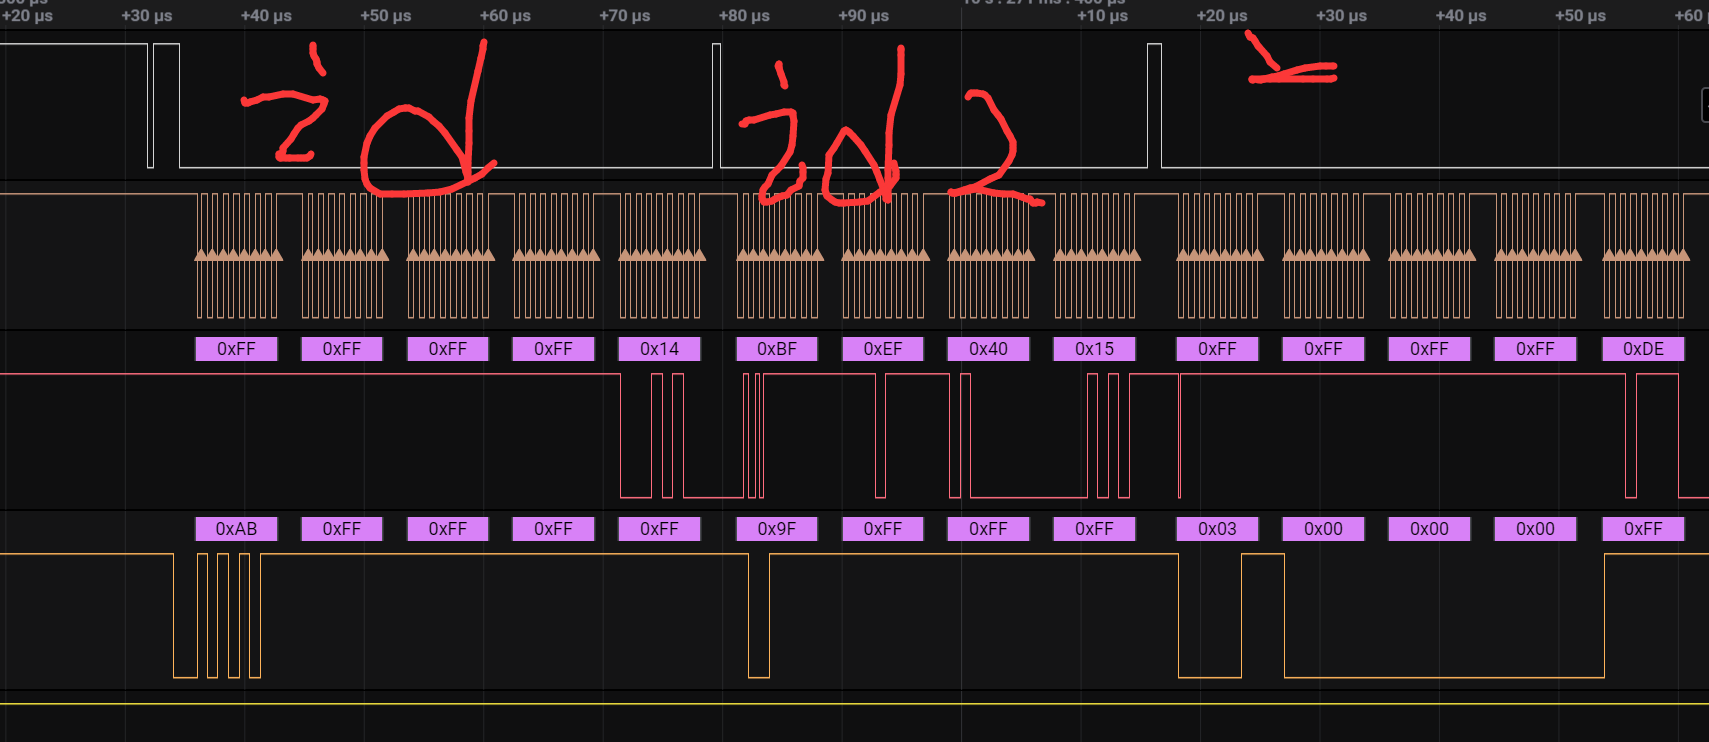 +20 µs +30 µs +40 µs +50 µs +60 µs +70 µs +80 µs +90 µs +10 µs +20 µs +30 µs +40 µs +50 µs +60
id id2 r
0xFF 0xFF 0xFF 0xFF 0x14 0xBF 0xEF 0x40 0x15 0xFF 0xFF 0xFF 0xFF 0xDE
0xAB 0xFF 0xFF 0xFF 0xFF 0x9F 0xFF 0xFF 0xFF 0x03 0x00 0x00 0x00 0xFF